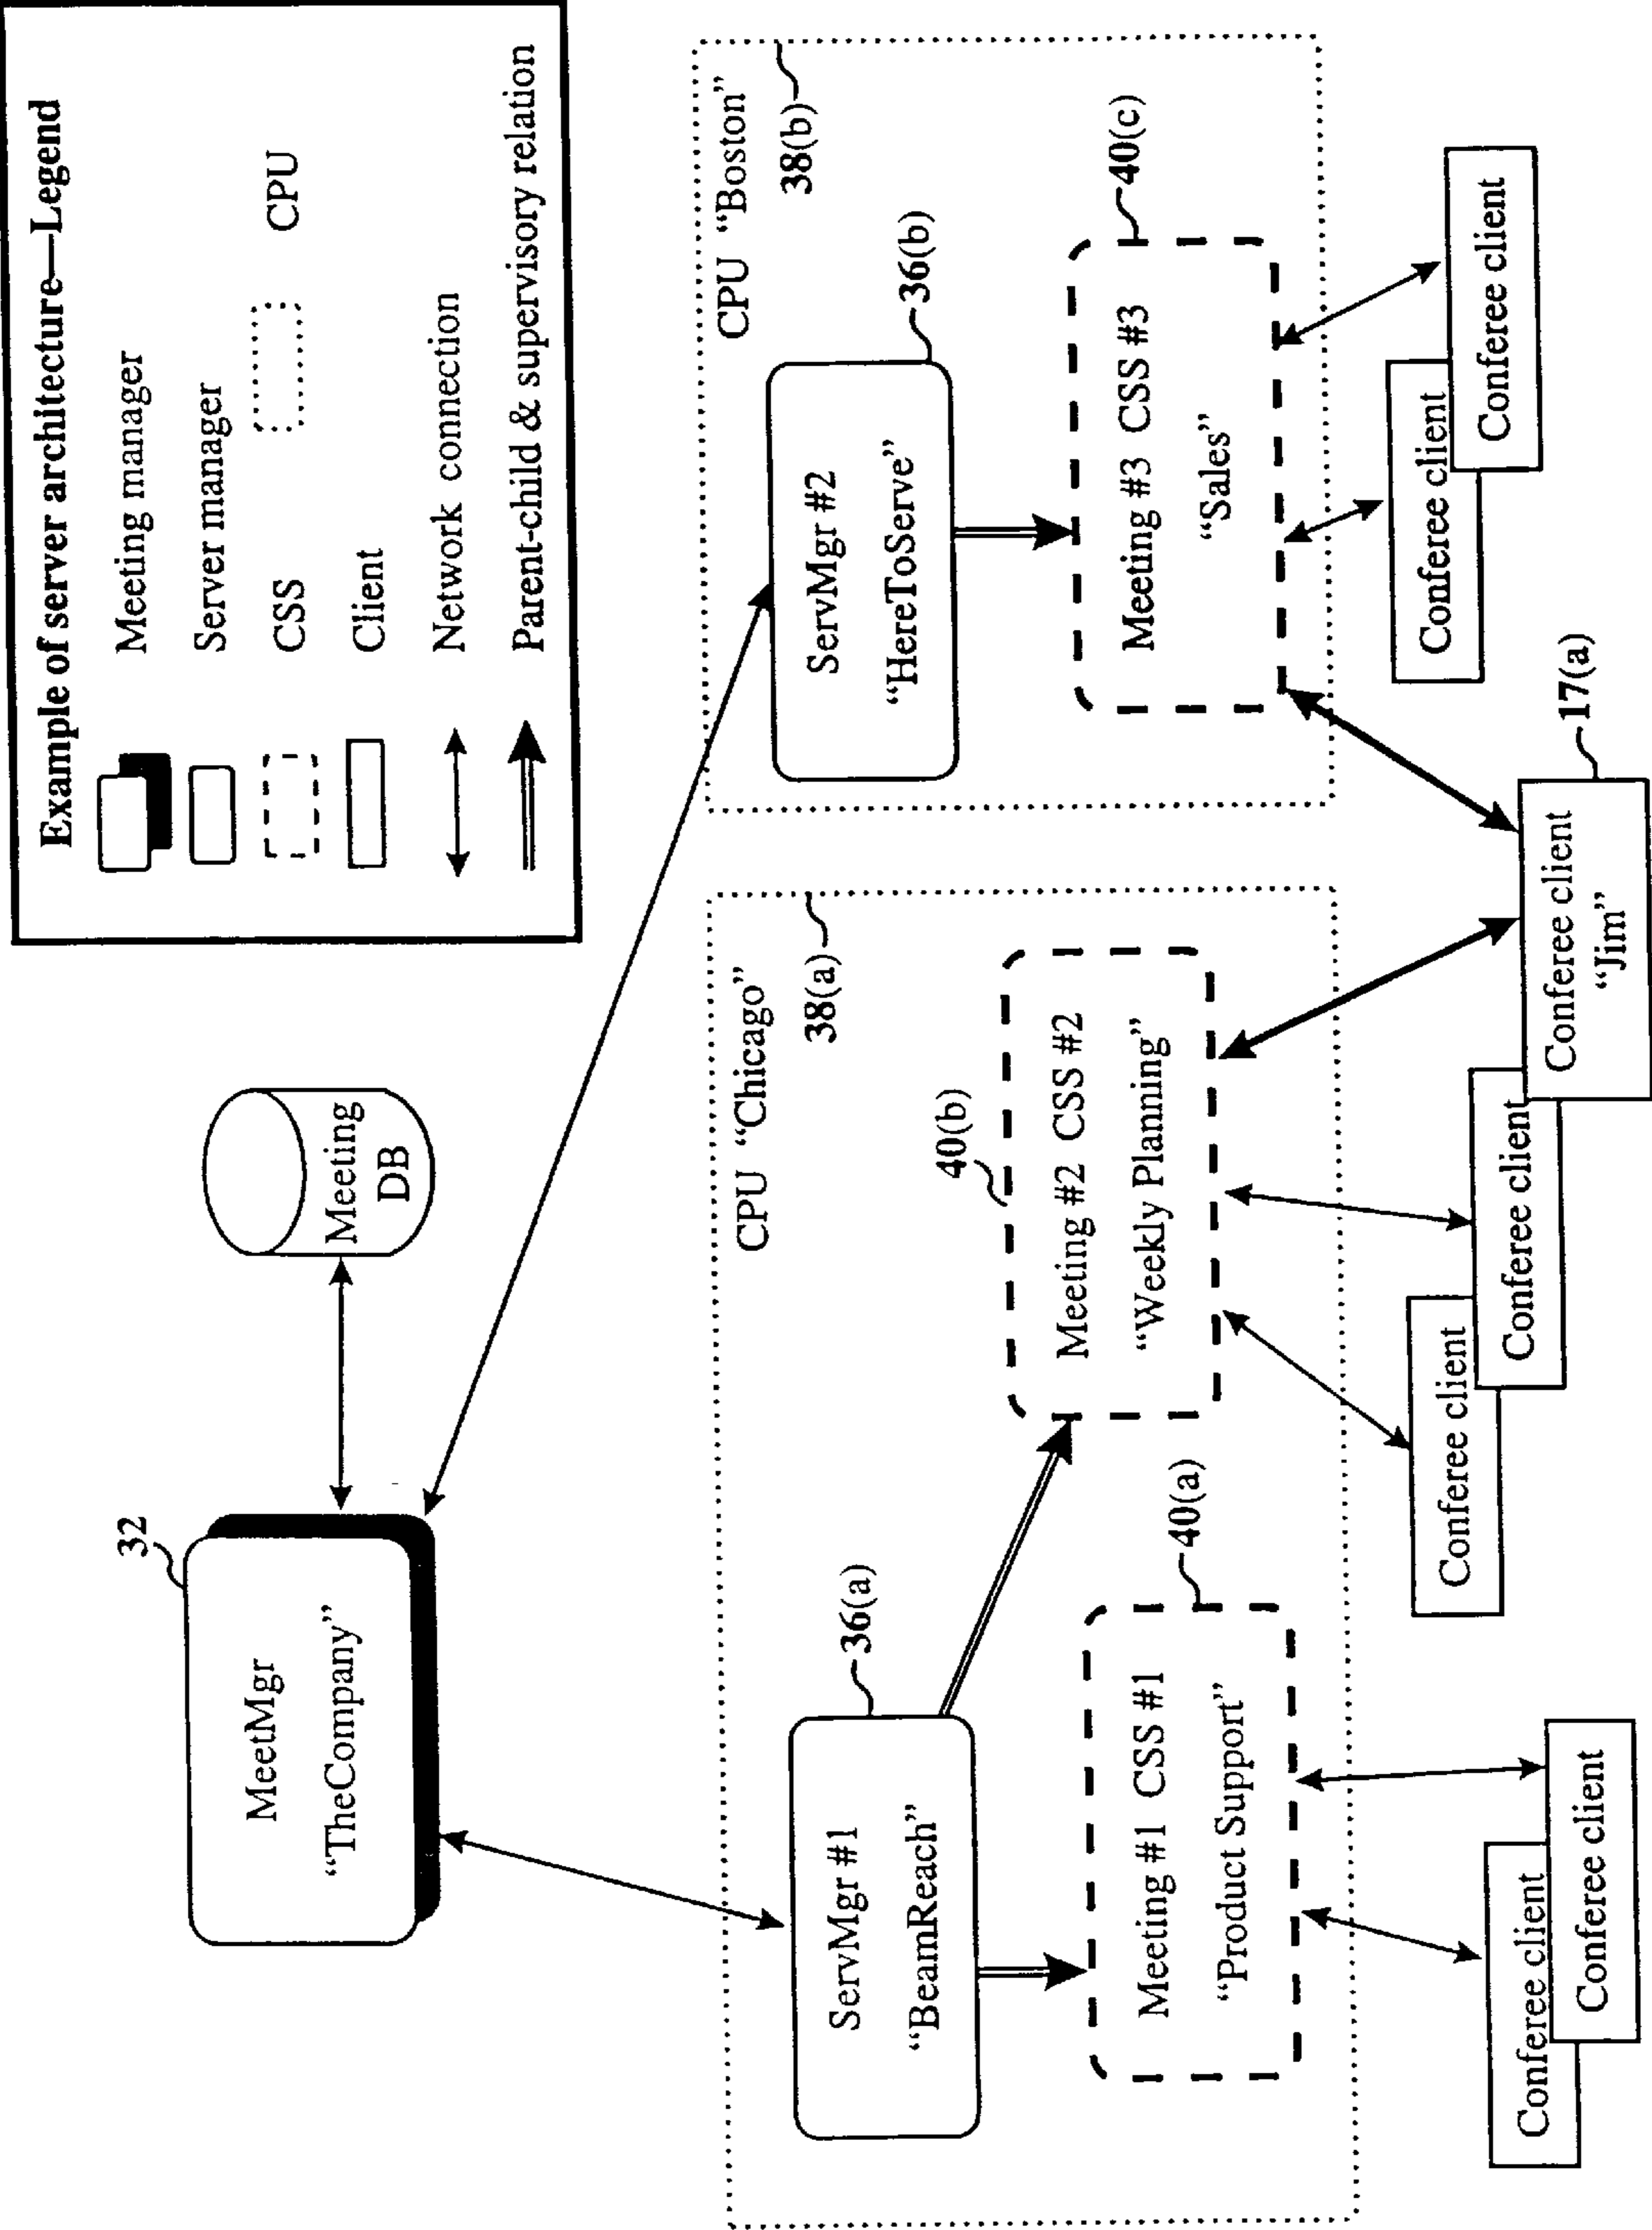 Example of server architecture—Legend
Meeting manager
Server manager
CSS
CPU
Client
Network connection
Parent-child & supervisory relation
32
MeetMgr
“TheCompany”
Meeting
DB
CPU “Chicago”
38(a)
CPU “Boston”
38(b)
ServMgr #1
“BeamReach”
36(a)
ServMgr #2
“HereToServe”
36(b)
40(b)
Meeting #2 CSS #2
“Weekly Planning”
40(a)
Meeting #1 CSS #1
“Product Support”
40(c)
Meeting #3 CSS #3
“Sales”
Conferee client
Conferee client
Conferee client
Conferee client
Conferee client
“Jim”
17(a)
Conferee client
Conferee client